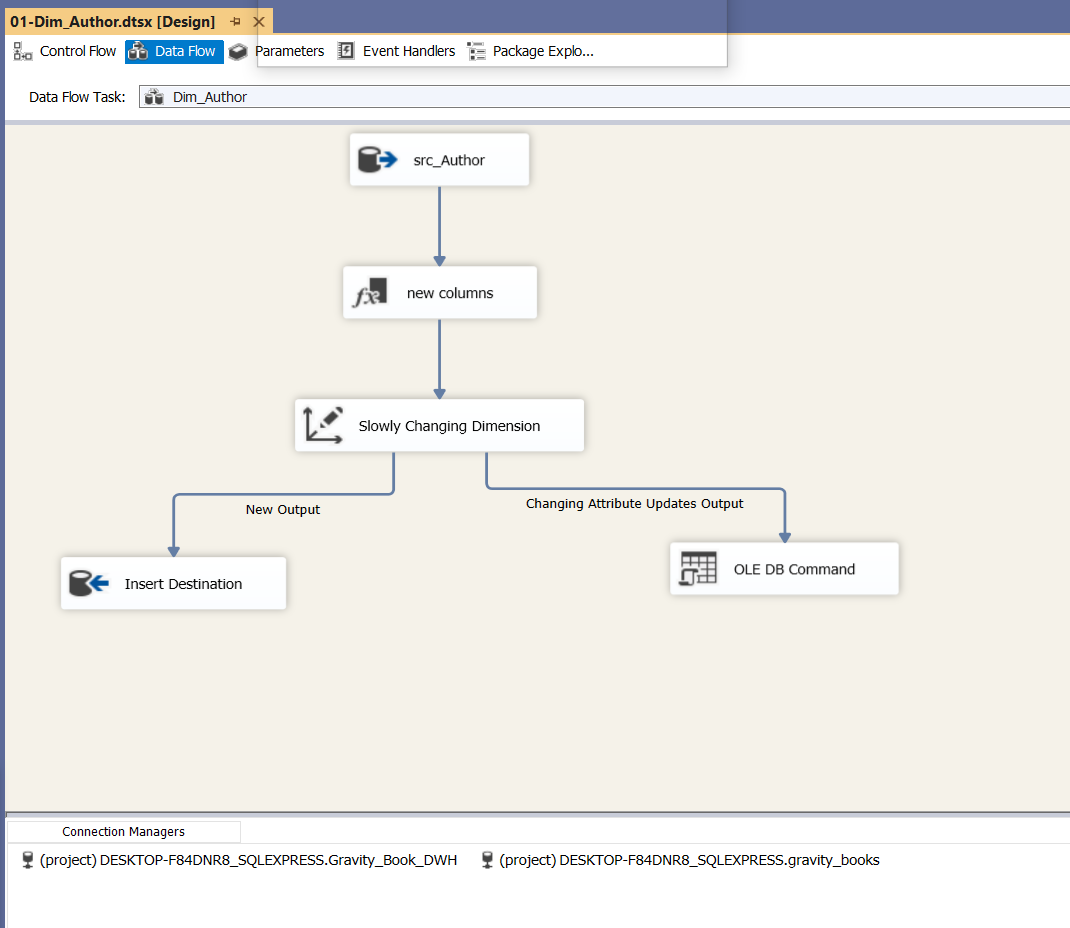 01-Dim_Author.dtsx [Design]
Control Flow Data Flow Parameters Event Handlers Package Explo...
Data Flow Task: Dim_Author
src_Author
new columns
Slowly Changing Dimension
New Output
Changing Attribute Updates Output
Insert Destination
OLE DB Command
Connection Managers
(project) DESKTOP-F84DNR8_SQLEXPRESS.Gravity_Book_DWH (project) DESKTOP-F84DNR8_SQLEXPRESS.gravity_books